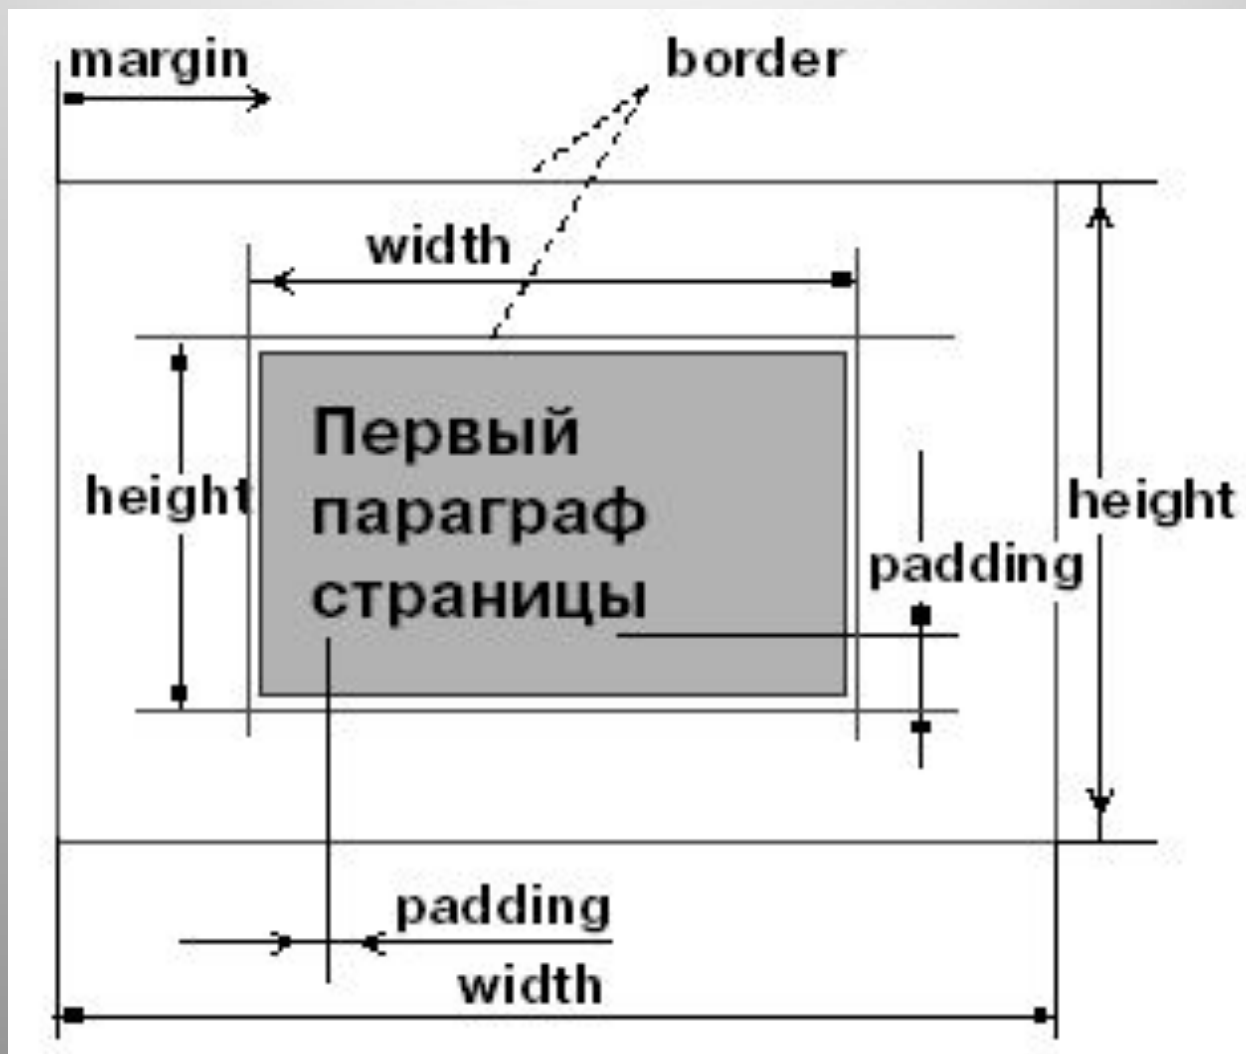 margin
border
width
Первый
параграф
страницы
height
height
padding
padding
width